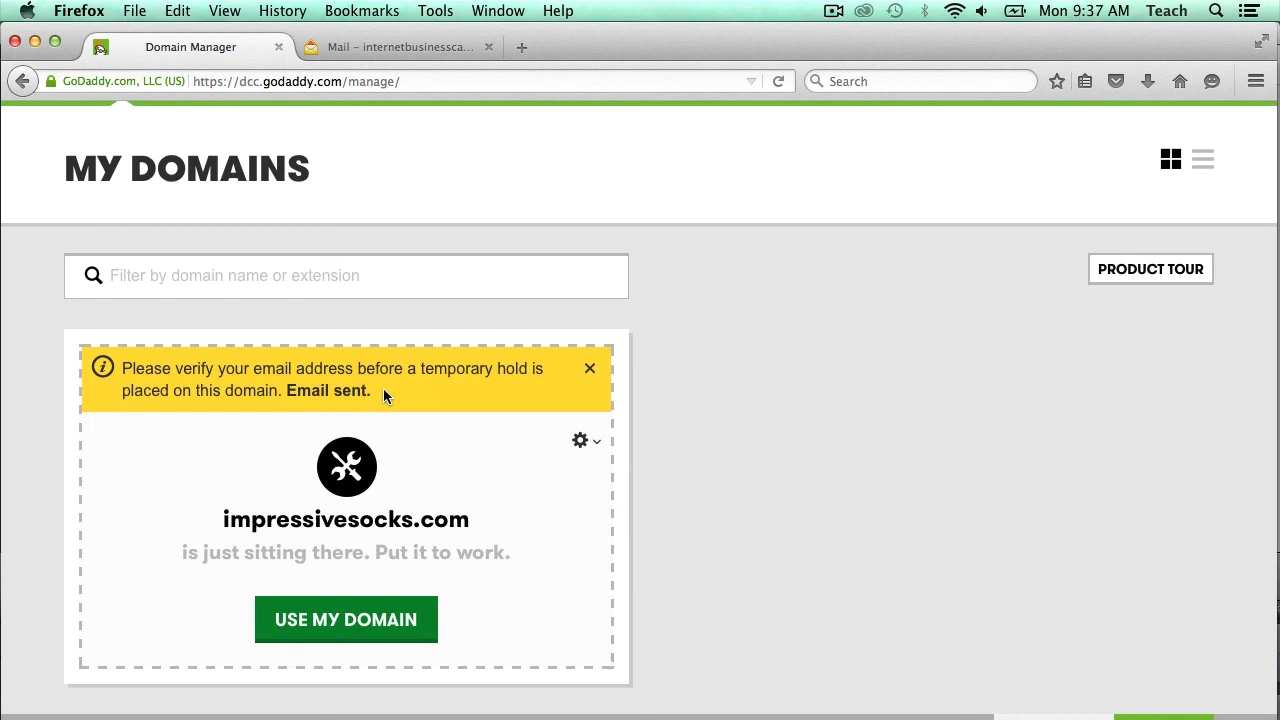 Firefox File Edit View History Bookmarks Tools Window Help Mon 9:37 AM Teach
Domain Manager Mail – internetbusinessca...
GoDaddy.com, LLC (US) https://dcc.godaddy.com/manage/ Search
MY DOMAINS
Filter by domain name or extension
PRODUCT TOUR
Please verify your email address before a temporary hold is
placed on this domain. Email sent.
impressivesocks.com
is just sitting there. Put it to work.
USE MY DOMAIN